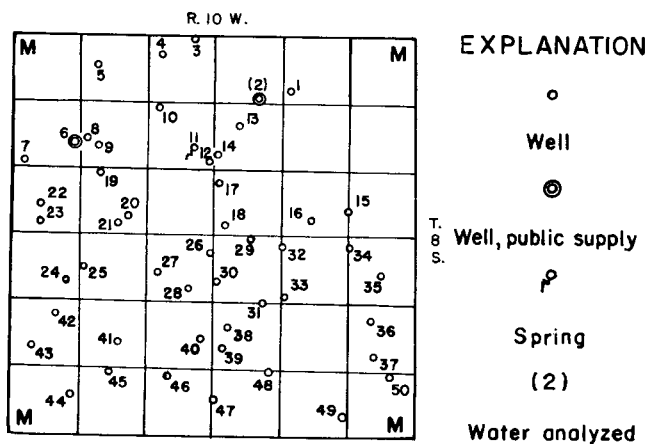 R. 10 W.
M 4 3 M
5 (2) 1
10 13
6 8 11
7 9 12 14
19 17
22 20 15
23 21 18 16
26 29
24 25 27 30 32 34
28 33 35
42 31
41 38 36
43 40 39 37
45 46 48 50
44 47 49
M M
T.
8
S.
EXPLANATION
Well
Well, public supply
Spring
(2)
Water analyzed